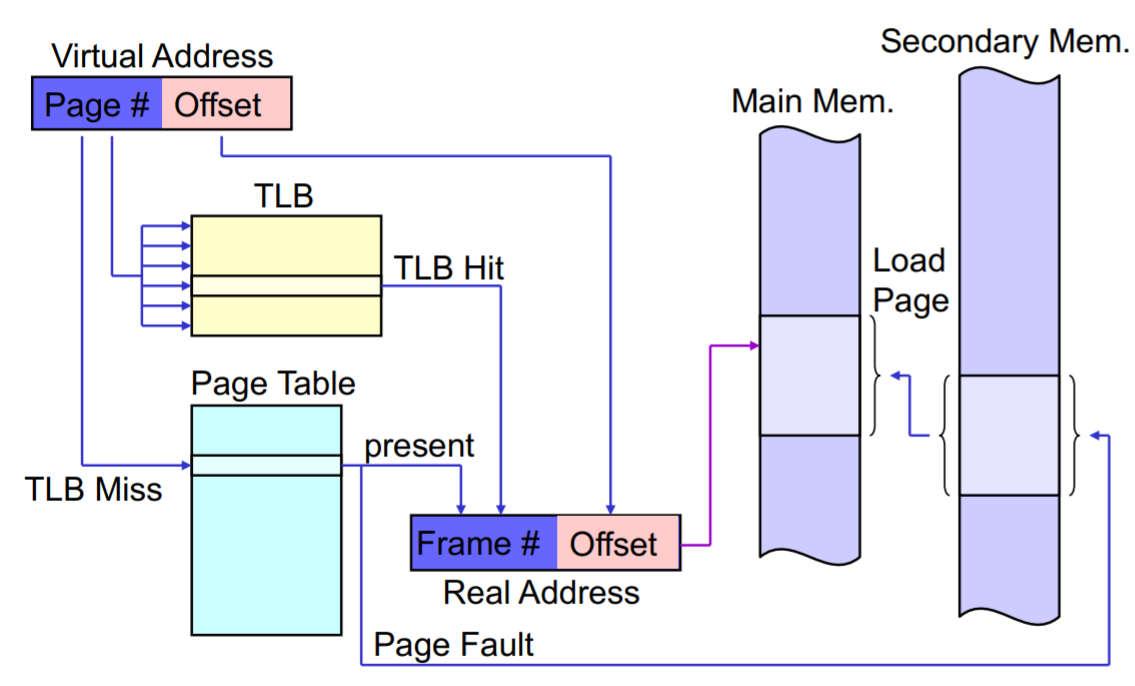 Virtual Address
Page # Offset
Secondary Mem.
Main Mem.
TLB
TLB Hit
Load
Page
Page Table
present
TLB Miss
Frame # Offset
Real Address
Page Fault